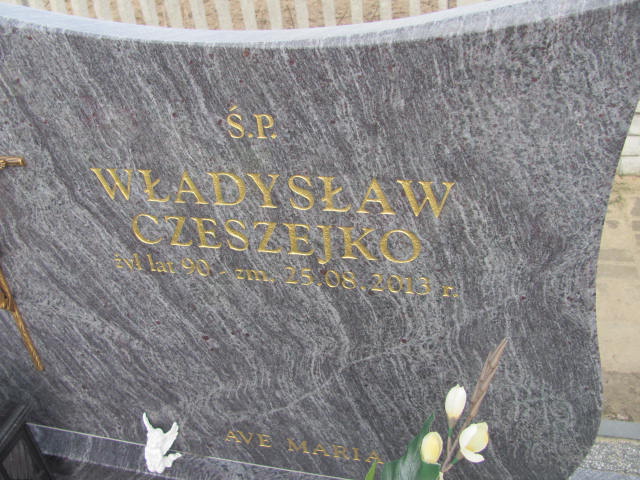 Ś.P.
WŁADYSŁAW
CZESZEJKO
żył lat 90 - zm. 25.08.2013 r.
AVE MARIA